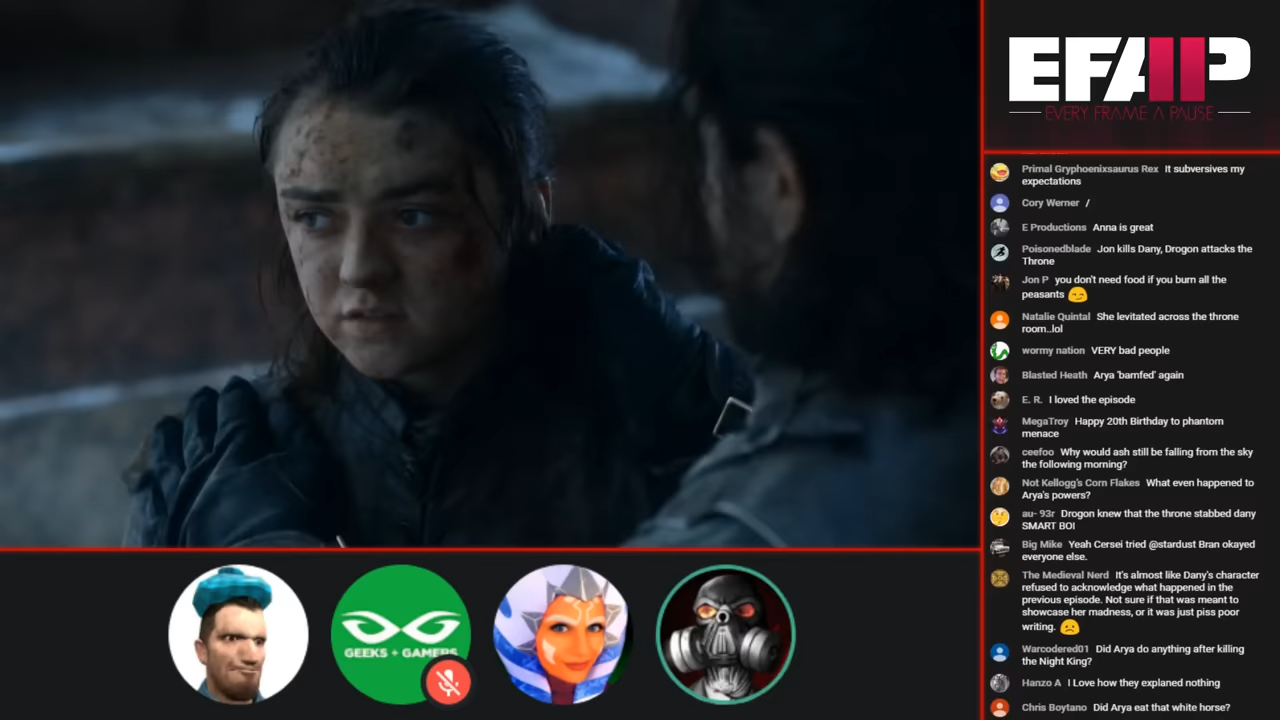 EFAP
EVERY FRAME A PAUSE
Primal Gryphoenixsaurus Rex It subversives my
expectations
Cory Werner /
E Productions Anna is great
Poisonedblade Jon kills Dany, Drogon attacks the
Throne
Jon P you don't need food if you burn all the
peasants
Natalie Quintal She levitated across the throne
room..lol
wormy nation VERY bad people
Blasted Heath Arya 'bamfed' again
E. R. I loved the episode
MegaTroy Happy 20th Birthday to phantom
menace
ceefoo Why would ash still be falling from the sky
the following morning?
Not Kellogg's Corn Flakes What even happened to
Arya's powers?
au- 93r Drogon knew that the throne stabbed dany
SMART BOI
Big Mike Yeah Cersei tried @stardust Bran okayed
everyone else.
The Medieval Nerd It's almost like Dany's character
refused to acknowledge what happened in the
previous episode. Not sure if that was meant to
showcase her madness, or it was just piss poor
writing.
Warcodered01 Did Arya do anything after killing
the Night King?
Hanzo A I Love how they explaned nothing
Chris Boytano Did Arya eat that white horse?
GEEKS + GAMERS